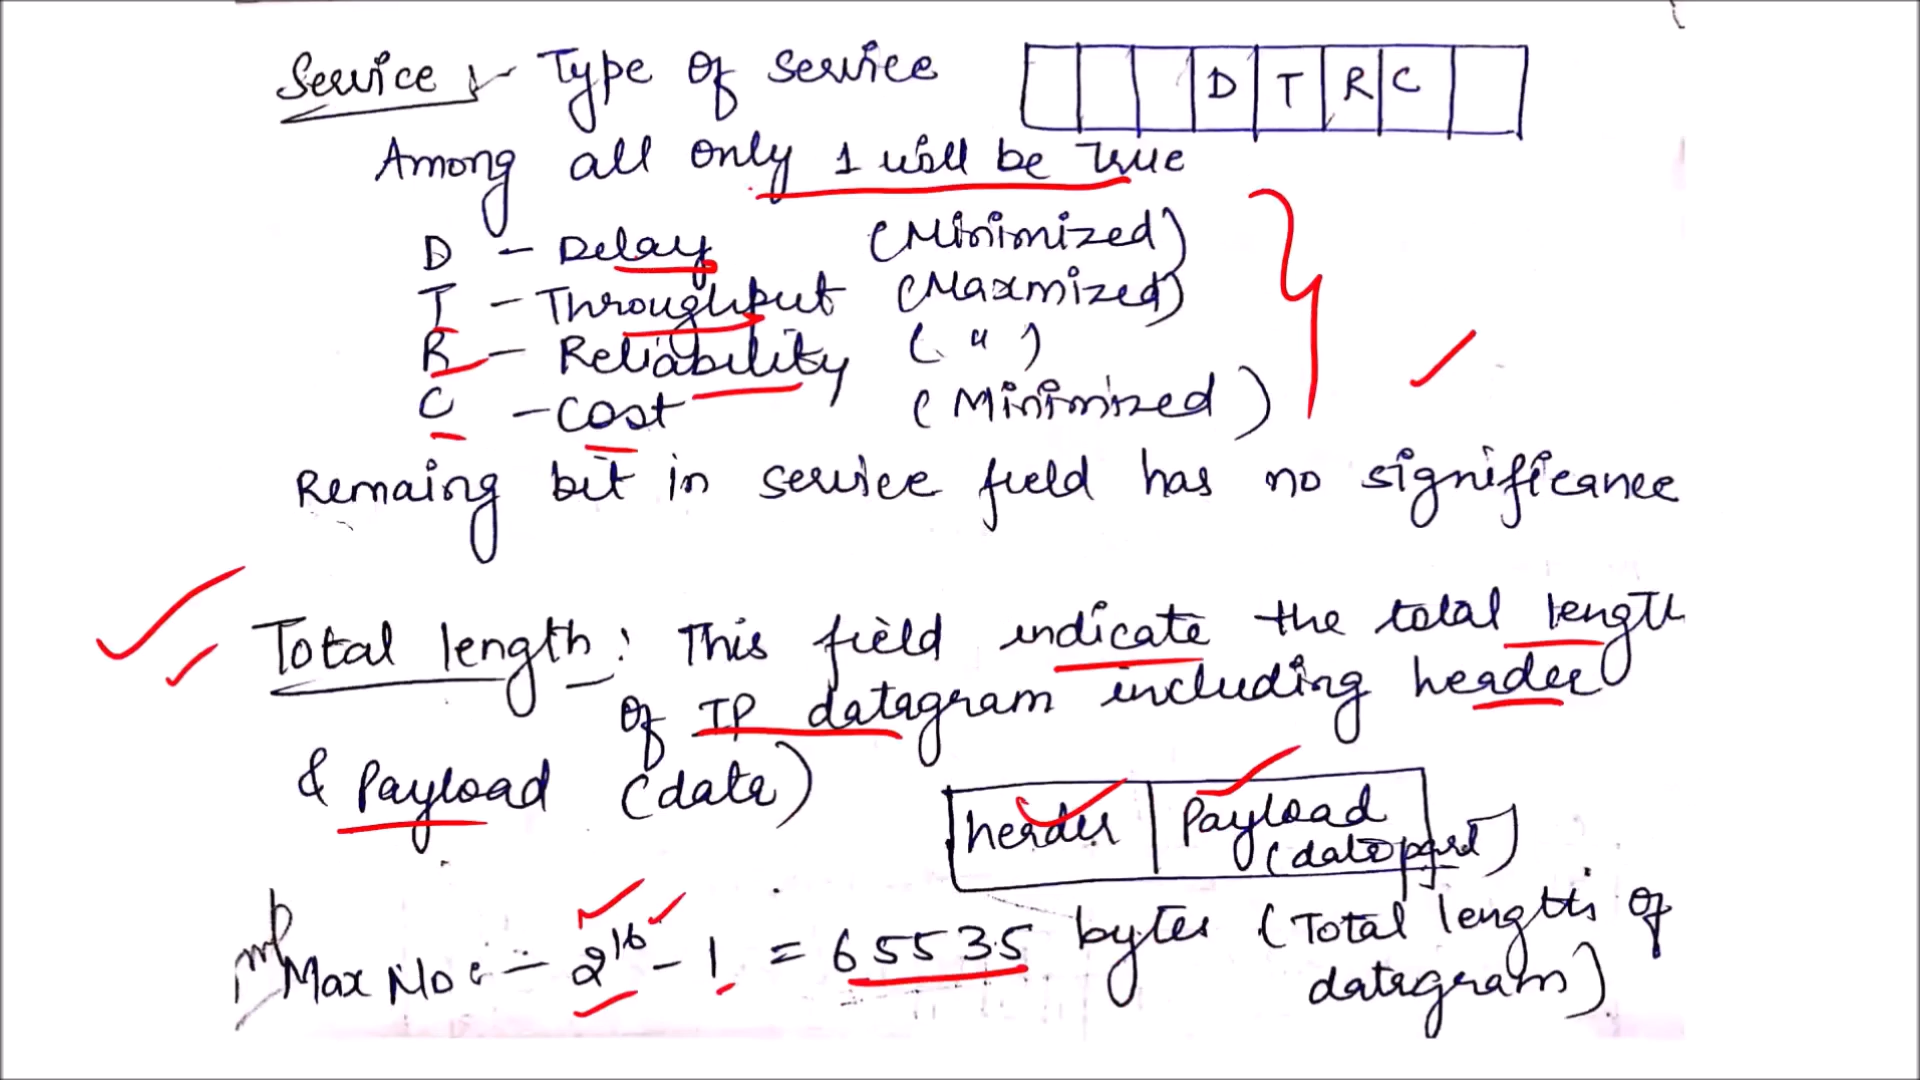 Service :- Type of service
D T R C
Among all only 1 will be true
D - Delay (Minimized)
T - Throughput (Maxmized)
R - Reliability ( " )
C - Cost (Minimized)
Remaing bit in service field has no significance
Total length : This field indicate the total length
of IP datagram including header
& Payload (data)
header Payload
(data part)
imp
Max No :- 2^16 - 1 = 65535 bytes (Total length of
datagram)